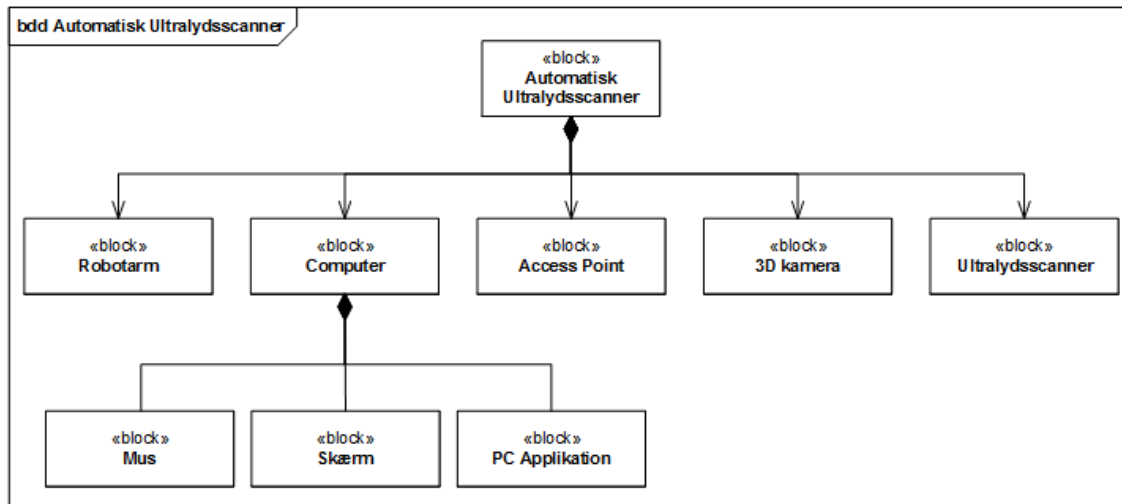 bdd Automatisk Ultralydsscanner
«block»
Automatisk
Ultralydsscanner
«block»
Robotarm
«block»
Computer
«block»
Access Point
«block»
3D kamera
«block»
Ultralydsscanner
«block»
Mus
«block»
Skærm
«block»
PC Applikation